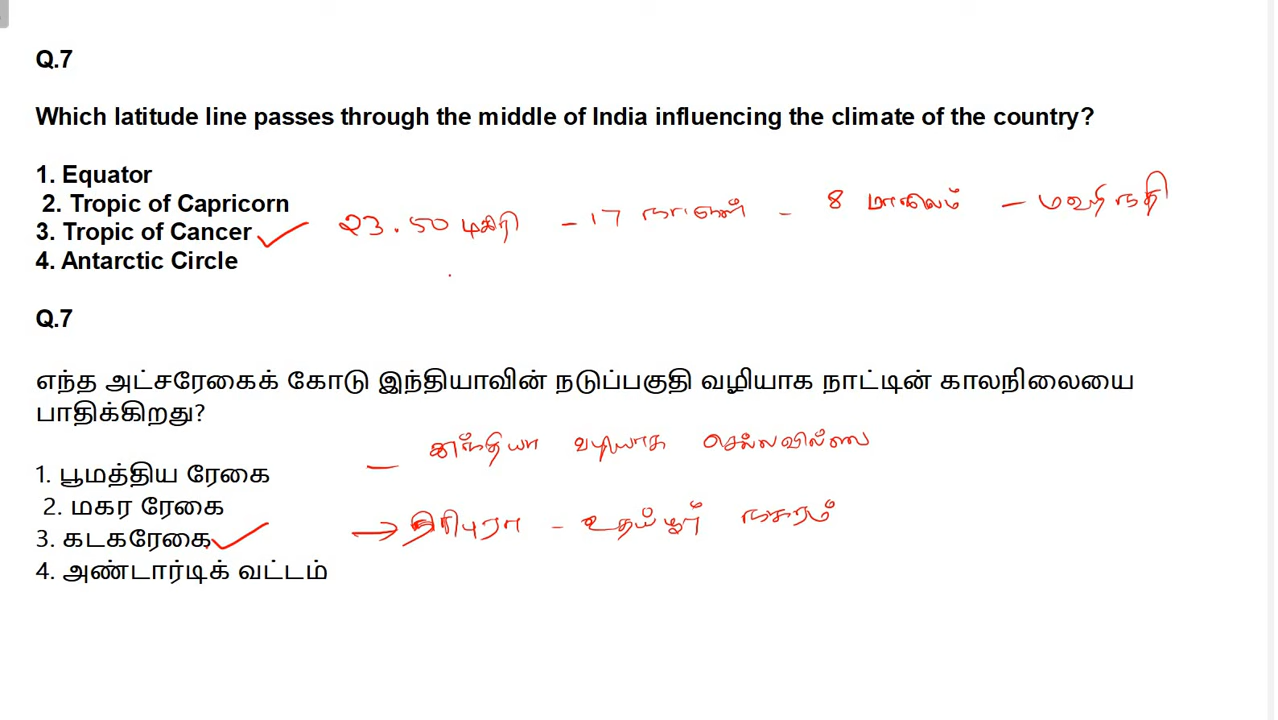 Q.7
Which latitude line passes through the middle of India influencing the climate of the country?
1. Equator
2. Tropic of Capricorn
3. Tropic of Cancer
4. Antarctic Circle
23.50 டிகிரி – 17 நாடுகள் – 8 மாநிலம் – மஹிநதி
Q.7
எந்த அட்சரேகைக் கோடு இந்தியாவின் நடுப்பகுதி வழியாக நாட்டின் காலநிலையை
பாதிக்கிறது?
– இந்தியா வழியாக செல்லவில்லை
1. பூமத்திய ரேகை
2. மகர ரேகை
3. கடகரேகை
→ திரிபுரா – உதய்பூர் நகரம்
4. அண்டார்டிக் வட்டம்